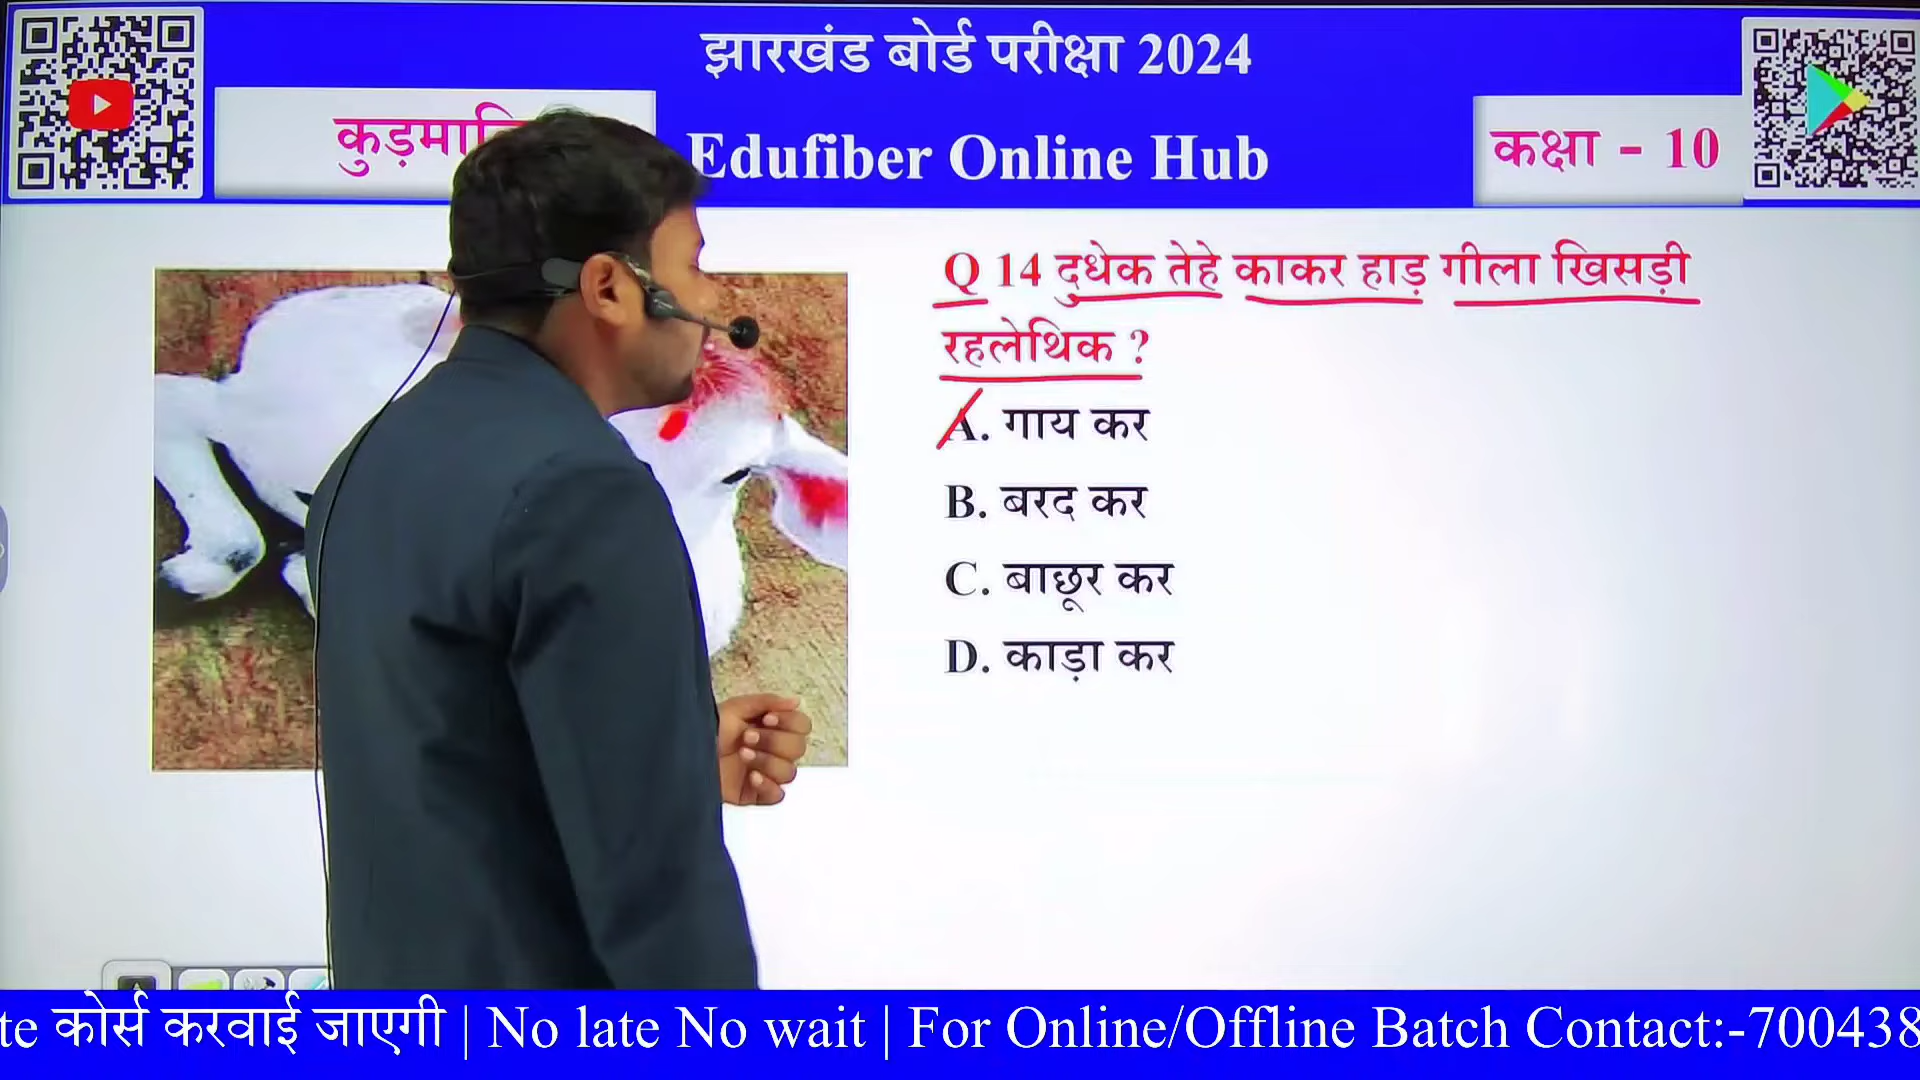 झारखंड बोर्ड परीक्षा 2024
Edufiber Online Hub
कक्षा - 10
Q 14 दुधेक तेहे काकर हाड़ गीला खिसड़ी
रहलेथिक ?
A. गाय कर
B. बरद कर
C. बाछूर कर
D. काड़ा कर
te कोर्स करवाई जाएगी | No late No wait | For Online/Offline Batch Contact:-700438